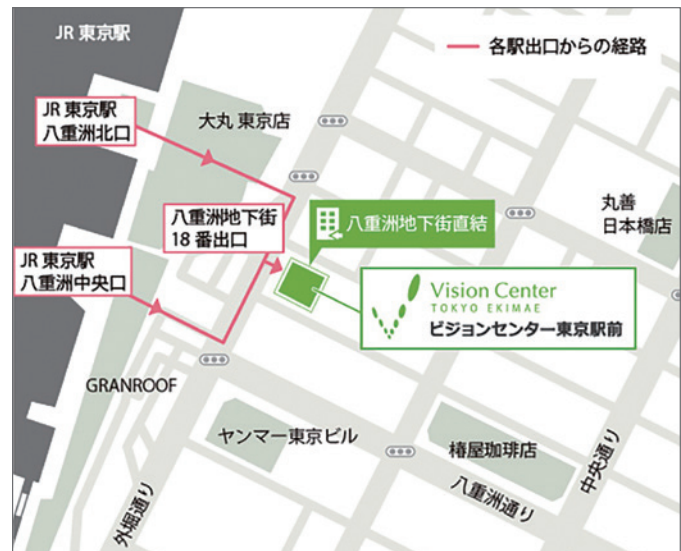 JR 東京駅
各駅出口からの経路
JR 東京駅
八重洲北口
大丸 東京店
八重洲地下街
18 番出口
八重洲地下街直結
丸善
日本橋店
JR 東京駅
八重洲中央口
Vision Center
TOKYO EKIMAE
ビジョンセンター東京駅前
GRANROOF
ヤンマー東京ビル
椿屋珈琲店
中央通り
八重洲通り
外堀通り